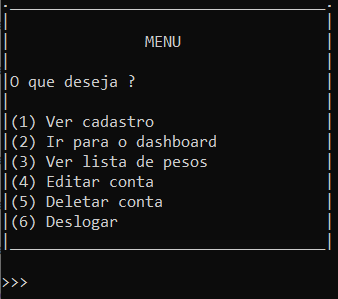 MENU
O que deseja ?
(1) Ver cadastro
(2) Ir para o dashboard
(3) Ver lista de pesos
(4) Editar conta
(5) Deletar conta
(6) Deslogar
>>>